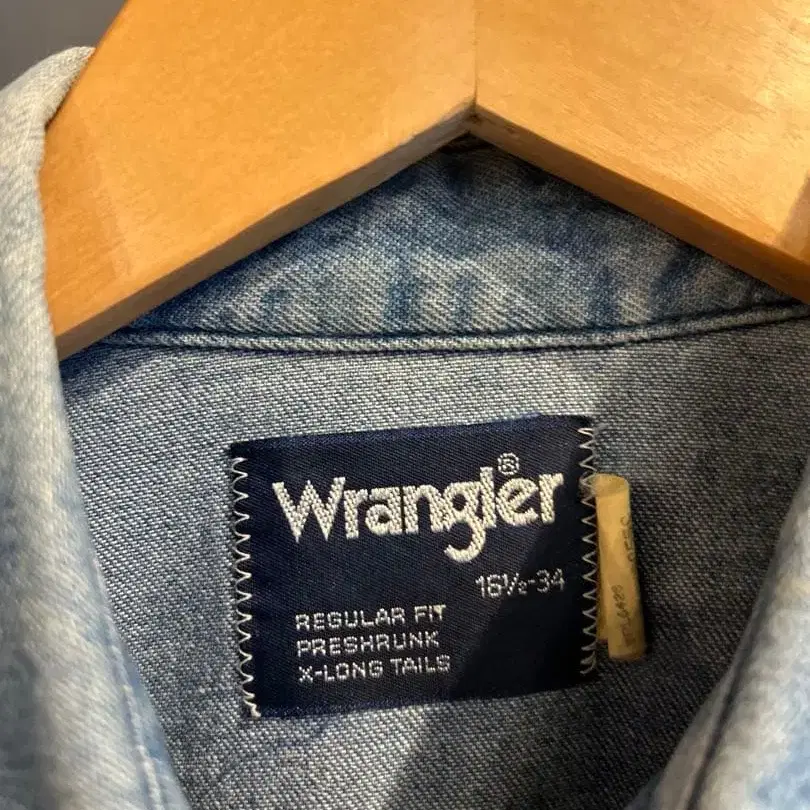 Wrangler®
16½-34
REGULAR FIT
PRESHRUNK
X-LONG TAILS